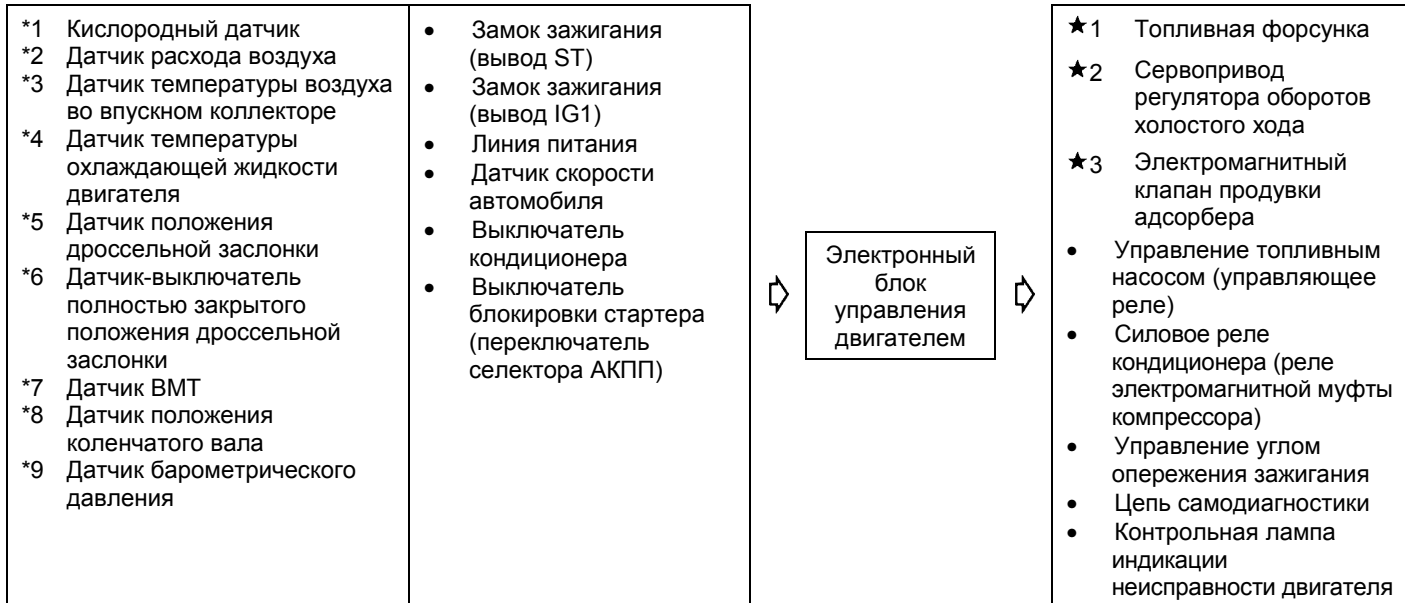 *1 Кислородный датчик
*2 Датчик расхода воздуха
*3 Датчик температуры воздуха
во впускном коллекторе
*4 Датчик температуры
охлаждающей жидкости
двигателя
*5 Датчик положения
дроссельной заслонки
*6 Датчик-выключатель
полностью закрытого
положения дроссельной
заслонки
*7 Датчик ВМТ
*8 Датчик положения
коленчатого вала
*9 Датчик барометрического
давления
• Замок зажигания
(вывод ST)
• Замок зажигания
(вывод IG1)
• Линия питания
• Датчик скорости
автомобиля
• Выключатель
кондиционера
• Выключатель
блокировки стартера
(переключатель
селектора АКПП)
Электронный
блок
управления
двигателем
★1 Топливная форсунка
★2 Сервопривод
регулятора оборотов
холостого хода
★3 Электромагнитный
клапан продувки
адсорбера
• Управление топливным
насосом (управляющее
реле)
• Силовое реле
кондиционера (реле
электромагнитной муфты
компрессора)
• Управление углом
опережения зажигания
• Цепь самодиагностики
• Контрольная лампа
индикации
неисправности двигателя